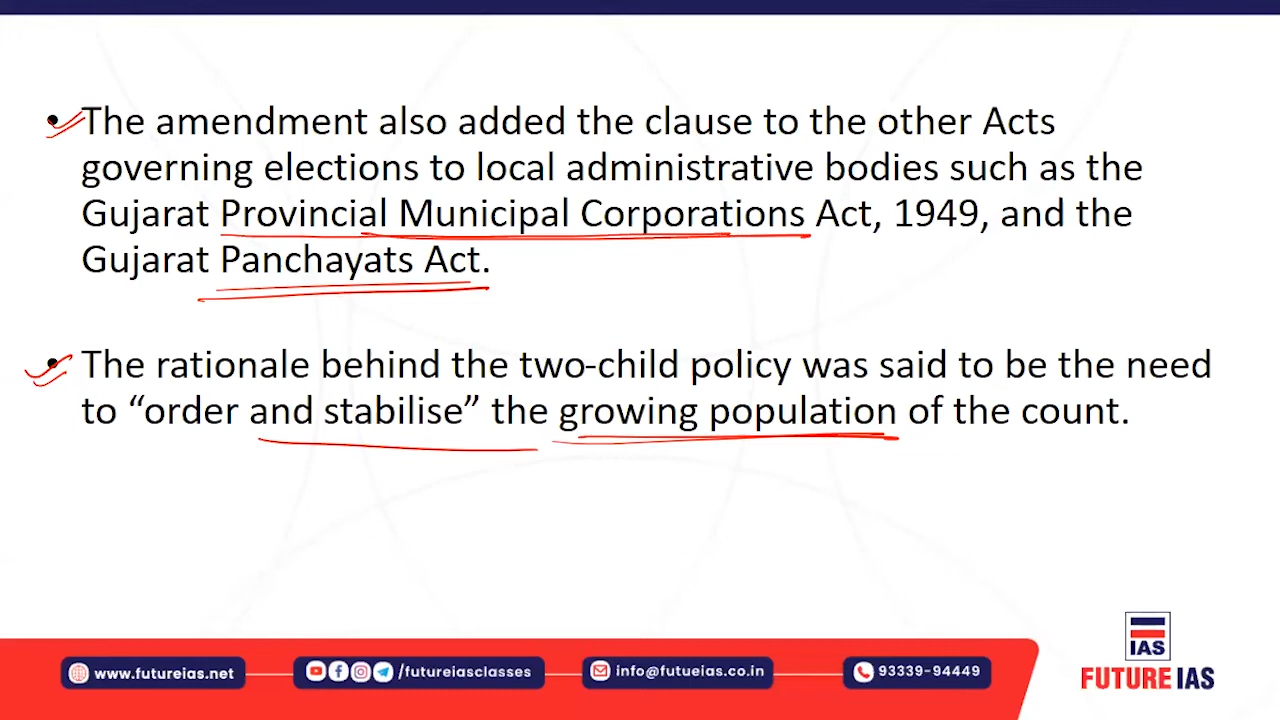 • The amendment also added the clause to the other Acts
governing elections to local administrative bodies such as the
Gujarat Provincial Municipal Corporations Act, 1949, and the
Gujarat Panchayats Act.
• The rationale behind the two-child policy was said to be the need
to “order and stabilise” the growing population of the count.
www.futureias.net
/futureiasclasses
info@futueias.co.in
93339-94449
IAS
FUTURE IAS